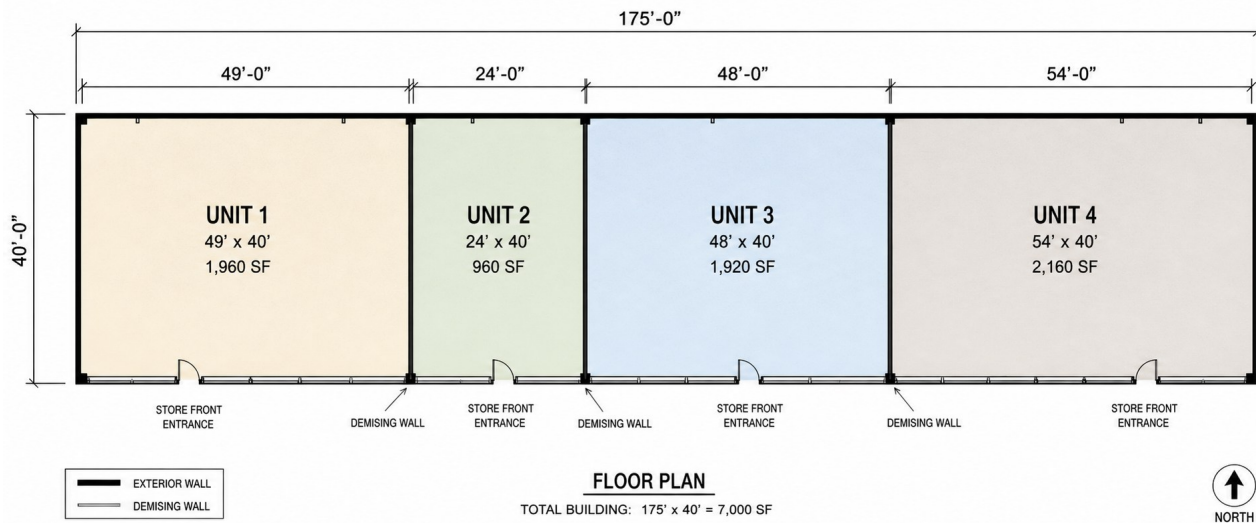 175'-0"
49'-0"
24'-0"
48'-0"
54'-0"
40'-0"
UNIT 1
49' x 40'
1,960 SF
UNIT 2
24' x 40'
960 SF
UNIT 3
48' x 40'
1,920 SF
UNIT 4
54' x 40'
2,160 SF
STORE FRONT
ENTRANCE
DEMISING WALL
STORE FRONT
ENTRANCE
DEMISING WALL
STORE FRONT
ENTRANCE
DEMISING WALL
STORE FRONT
ENTRANCE
EXTERIOR WALL
DEMISING WALL
FLOOR PLAN
TOTAL BUILDING: 175' x 40' = 7,000 SF
NORTH